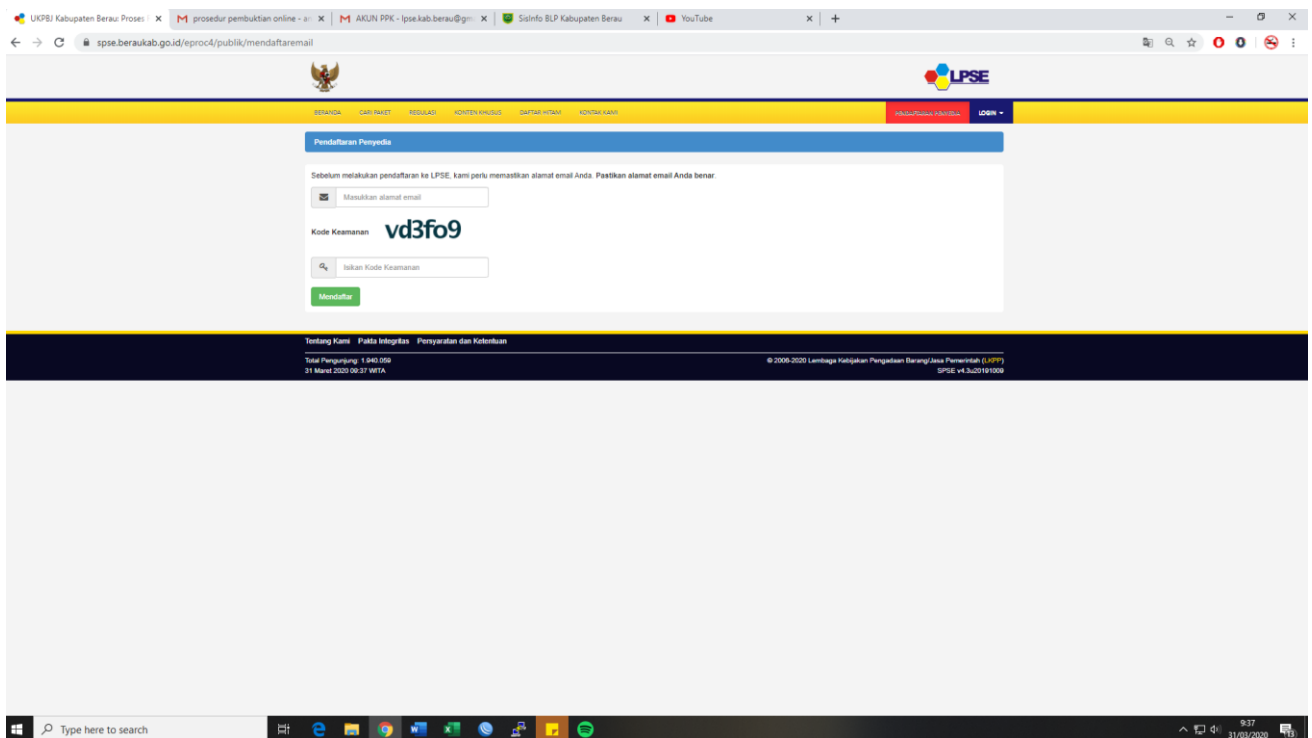 UKPBJ Kabupaten Berau: Proses
prosedur pembuktian online - an
AKUN PPK - lpse.kab.berau@gm
SisInfo BLP Kabupaten Berau
YouTube
spse.beraukab.go.id/eproc4/publik/mendaftaremail
LPSE
BERANDA CARI PAKET REGULASI KONTEN KHUSUS DAFTAR HITAM KONTAK KAMI PENDAFTARAN PENYEDIA LOGIN
Pendaftaran Penyedia
Sebelum melakukan pendaftaran ke LPSE, kami perlu memastikan alamat email Anda. Pastikan alamat email Anda benar.
Masukkan alamat email
Kode Keamanan vd3fo9
Isikan Kode Keamanan
Mendaftar
Tentang Kami Pakta Integritas Persyaratan dan Ketentuan
Total Pengunjung: 1.940.059
31 Maret 2020 09:37 WITA
© 2006-2020 Lembaga Kebijakan Pengadaan Barang/Jasa Pemerintah (LKPP)
SPSE v4.3u20191009
Type here to search
9:37
31/03/2020
13